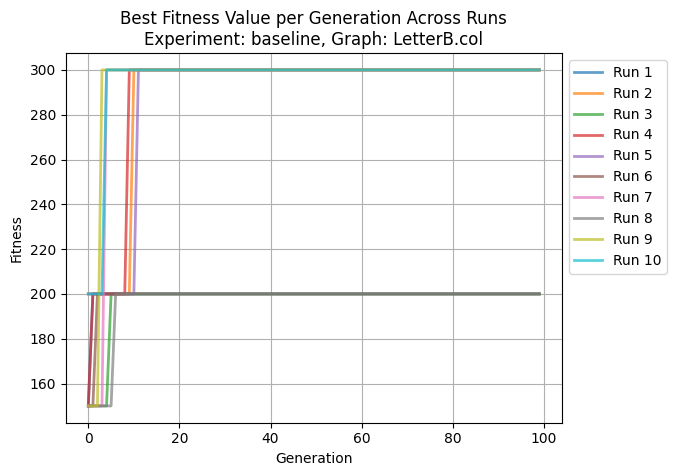 Best Fitness Value per Generation Across Runs
Experiment: baseline, Graph: LetterB.col
Fitness
300
280
260
240
220
200
180
160
0
20
40
60
80
100
Generation
Run 1
Run 2
Run 3
Run 4
Run 5
Run 6
Run 7
Run 8
Run 9
Run 10